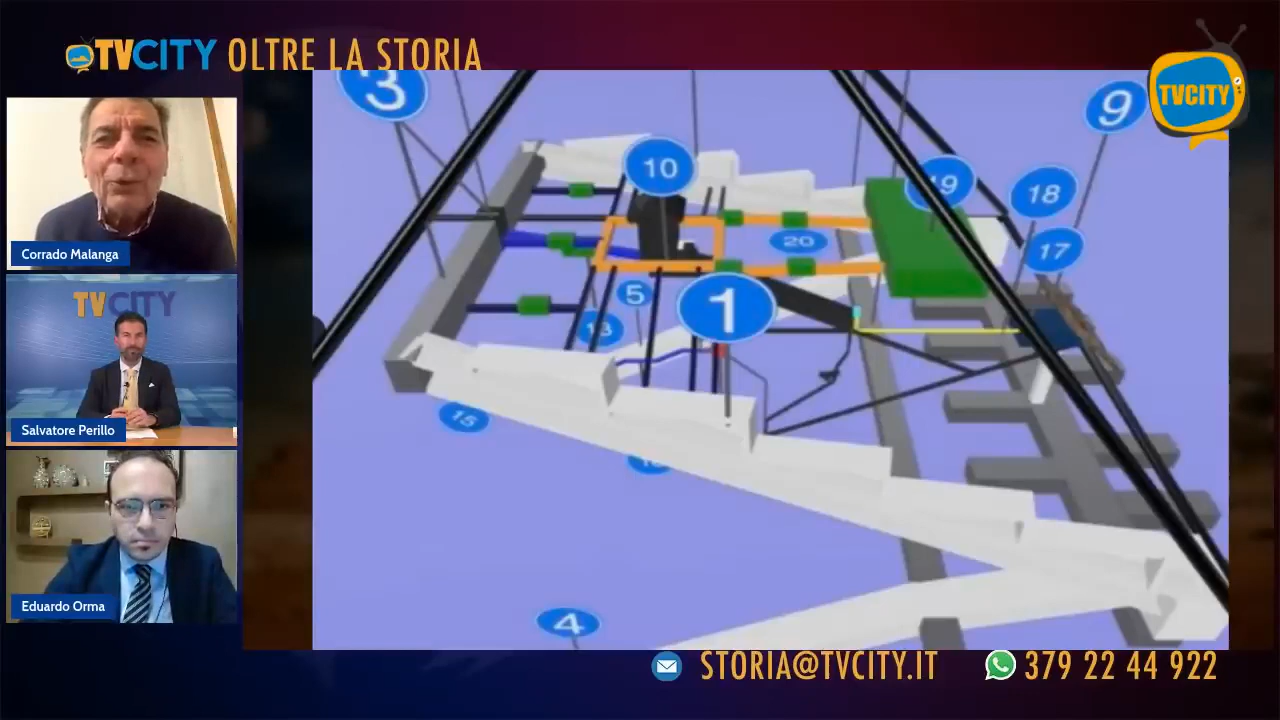 TVCITY OLTRE LA STORIA
TVCITY
Corrado Malanga
TVCITY
Salvatore Perillo
Eduardo Orma
3
9
10
19
18
17
20
5
1
13
15
4
STORIA@TVCITY.IT
379 22 44 922